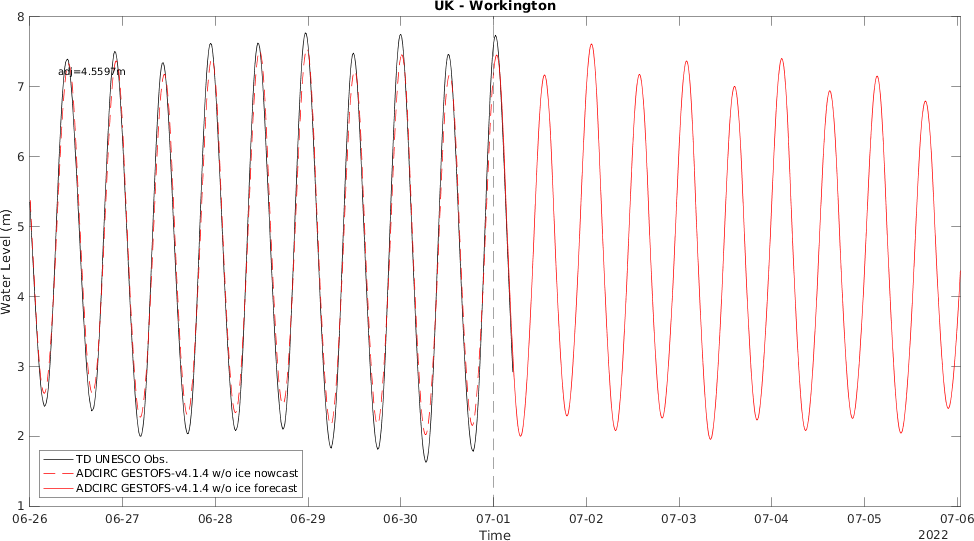 UK - Workington
adj=4.5597m
Water Level (m)
8
7
6
5
4
3
2
1
TD UNESCO Obs.
ADCIRC GESTOFS-v4.1.4 w/o ice nowcast
ADCIRC GESTOFS-v4.1.4 w/o ice forecast
06-26 06-27 06-28 06-29 06-30 07-01 07-02 07-03 07-04 07-05 07-06
Time
2022